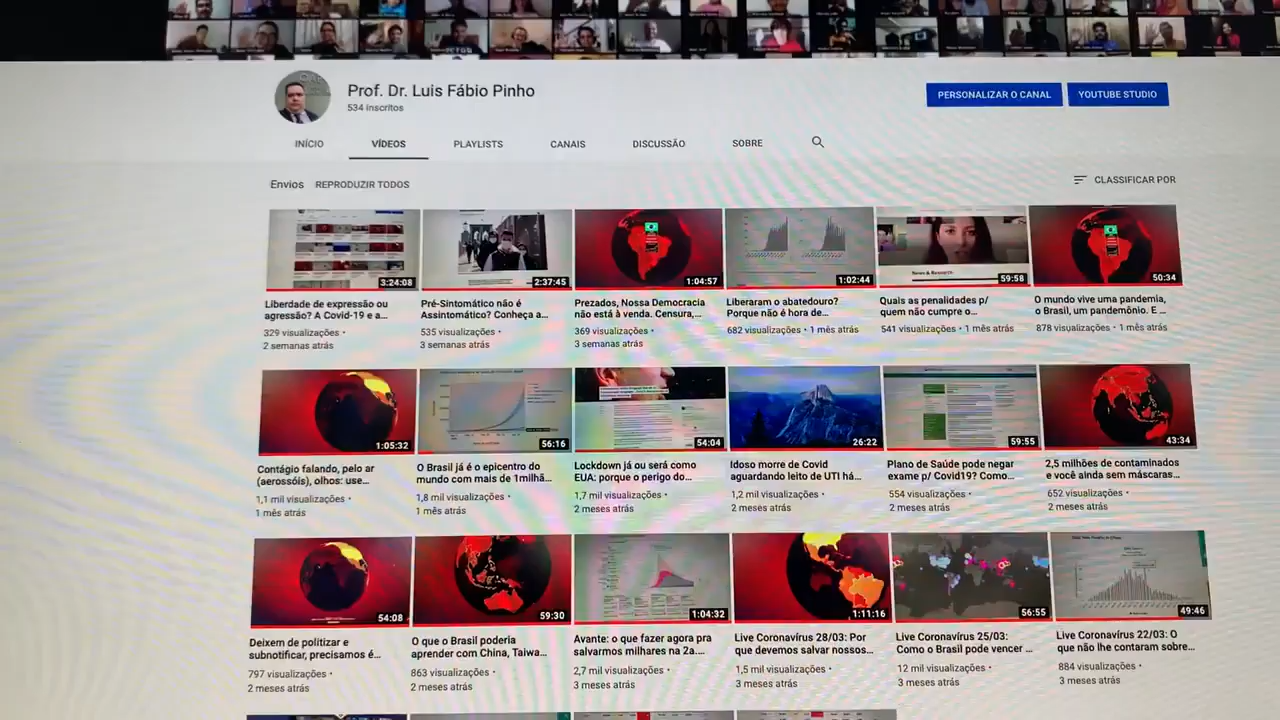 Prof. Dr. Luis Fábio Pinho
534 inscritos
PERSONALIZAR O CANAL
YOUTUBE STUDIO
INÍCIO
VÍDEOS
PLAYLISTS
CANAIS
DISCUSSÃO
SOBRE
Envios
REPRODUZIR TODOS
CLASSIFICAR POR
3:24:08
2:37:45
1:04:57
1:02:44
News & Research
59:58
50:34
Liberdade de expressão ou
agressão? A Covid-19 e a...
329 visualizações •
2 semanas atrás
Pré-Sintomático não é
Assintomático? Conheça a...
535 visualizações •
3 semanas atrás
Prezados, Nossa Democracia
não está à venda. Censura,...
369 visualizações •
3 semanas atrás
Liberaram o abatedouro?
Porque não é hora de...
682 visualizações • 1 mês atrás
Quais as penalidades p/
quem não cumpre o...
541 visualizações • 1 mês atrás
O mundo vive uma pandemia,
o Brasil, um pandemônio. E ...
878 visualizações • 1 mês atrás
1:05:32
56:16
54:04
26:22
59:55
43:34
Contágio falando, pelo ar
(aerossóis), olhos: use...
1,1 mil visualizações •
1 mês atrás
O Brasil já é o epicentro do
mundo com mais de 1milhã...
1,8 mil visualizações •
1 mês atrás
Lockdown já ou será como
EUA: porque o perigo do...
1,7 mil visualizações •
2 meses atrás
Idoso morre de Covid
aguardando leito de UTI há...
1,2 mil visualizações •
2 meses atrás
Plano de Saúde pode negar
exame p/ Covid19? Como...
554 visualizações •
2 meses atrás
2,5 milhões de contaminados
e você ainda sem máscaras...
652 visualizações •
2 meses atrás
54:08
59:30
1:04:32
1:11:16
56:55
49:46
Deixem de politizar e
subnotificar, precisamos é...
797 visualizações •
2 meses atrás
O que o Brasil poderia
aprender com China, Taiwa...
863 visualizações •
2 meses atrás
Avante: o que fazer agora pra
salvarmos milhares na 2a....
2,7 mil visualizações •
3 meses atrás
Live Coronavírus 28/03: Por
que devemos salvar nossos...
1,5 mil visualizações •
3 meses atrás
Live Coronavírus 25/03:
Como o Brasil pode vencer ...
12 mil visualizações •
3 meses atrás
Live Coronavírus 22/03: O
que não lhe contaram sobre...
884 visualizações •
3 meses atrás